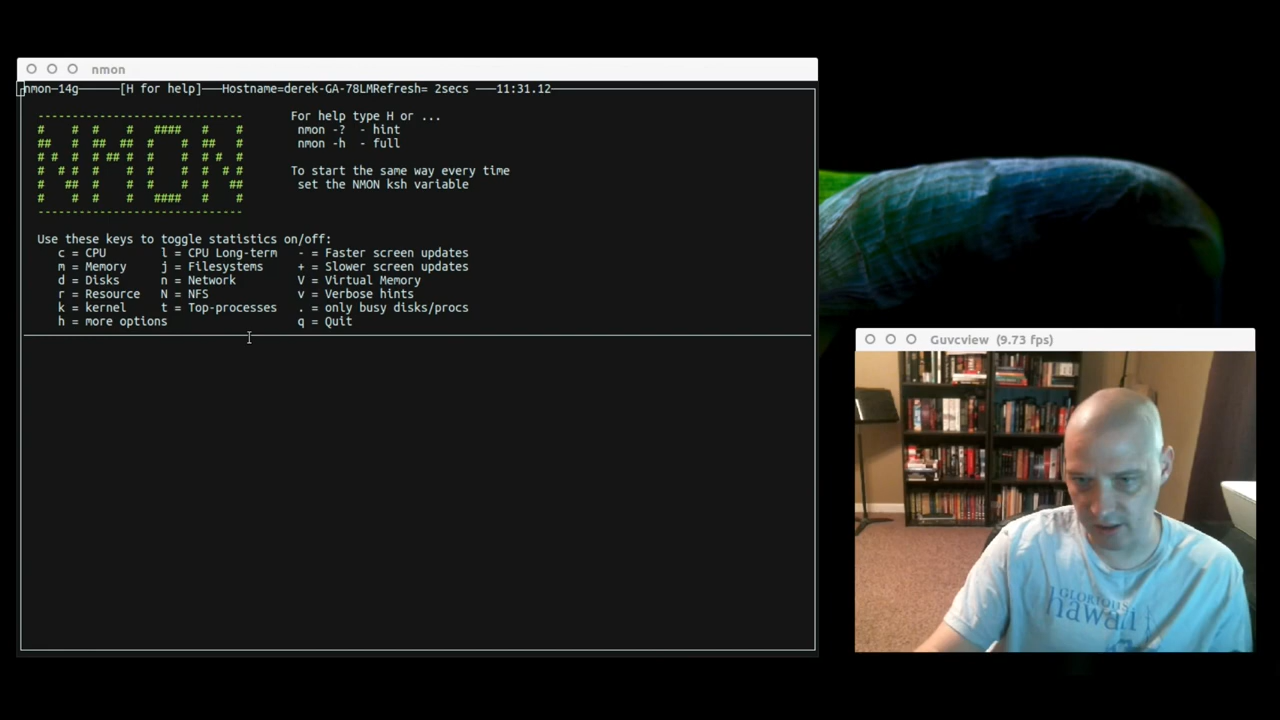 nmon
nmon-14g [H for help] Hostname=derek-GA-78LMRefresh= 2secs 11:31.12
NMON
For help type H or ...
nmon -? - hint
nmon -h - full
To start the same way every time
set the NMON ksh variable
Use these keys to toggle statistics on/off:
c = CPU l = CPU Long-term - = Faster screen updates
m = Memory j = Filesystems + = Slower screen updates
d = Disks n = Network V = Virtual Memory
r = Resource N = NFS v = Verbose hints
k = kernel t = Top-processes . = only busy disks/procs
h = more options q = Quit
Guvcview (9.73 fps)
GLORIOUS
hawaii